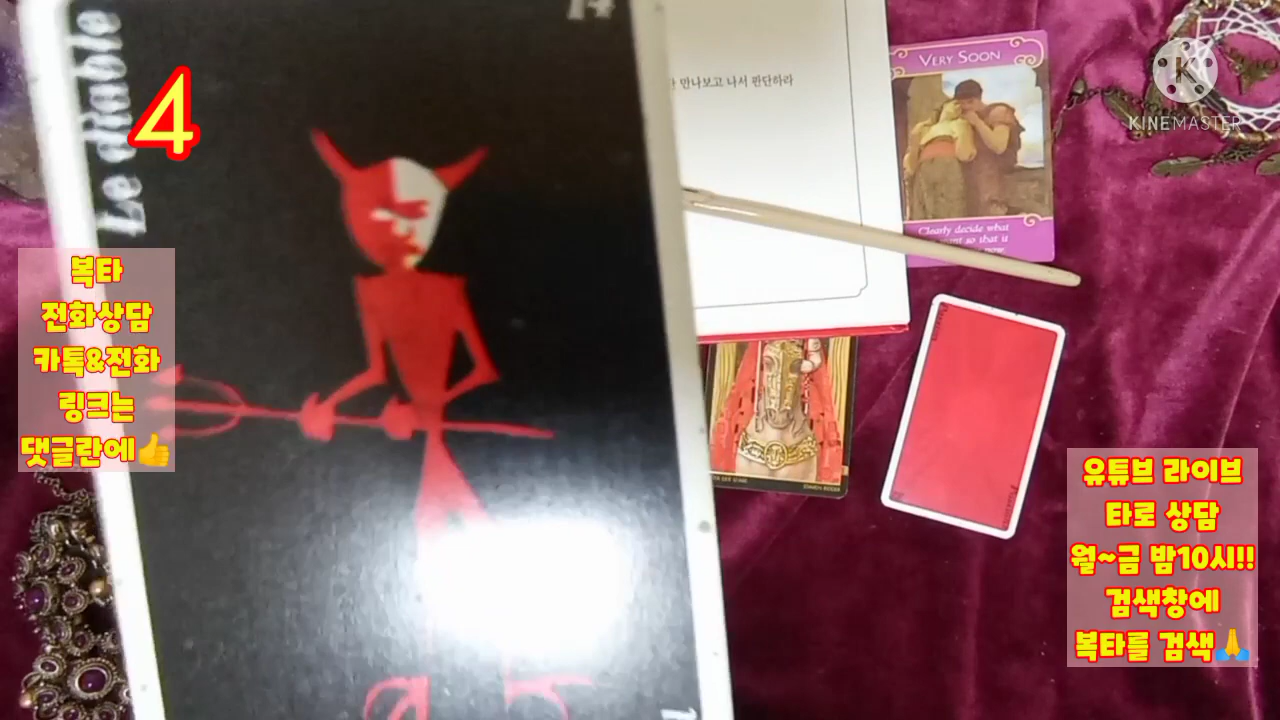 Le diable
14
4
만나보고 나서 판단하라
VERY SOON
Clearly decide what
so that it
KINEMASTER
복타
전화상담
카톡&전화
링크는
댓글란에👍
유튜브 라이브
타로 상담
월~금 밤10시!!
검색창에
복타를 검색🙏